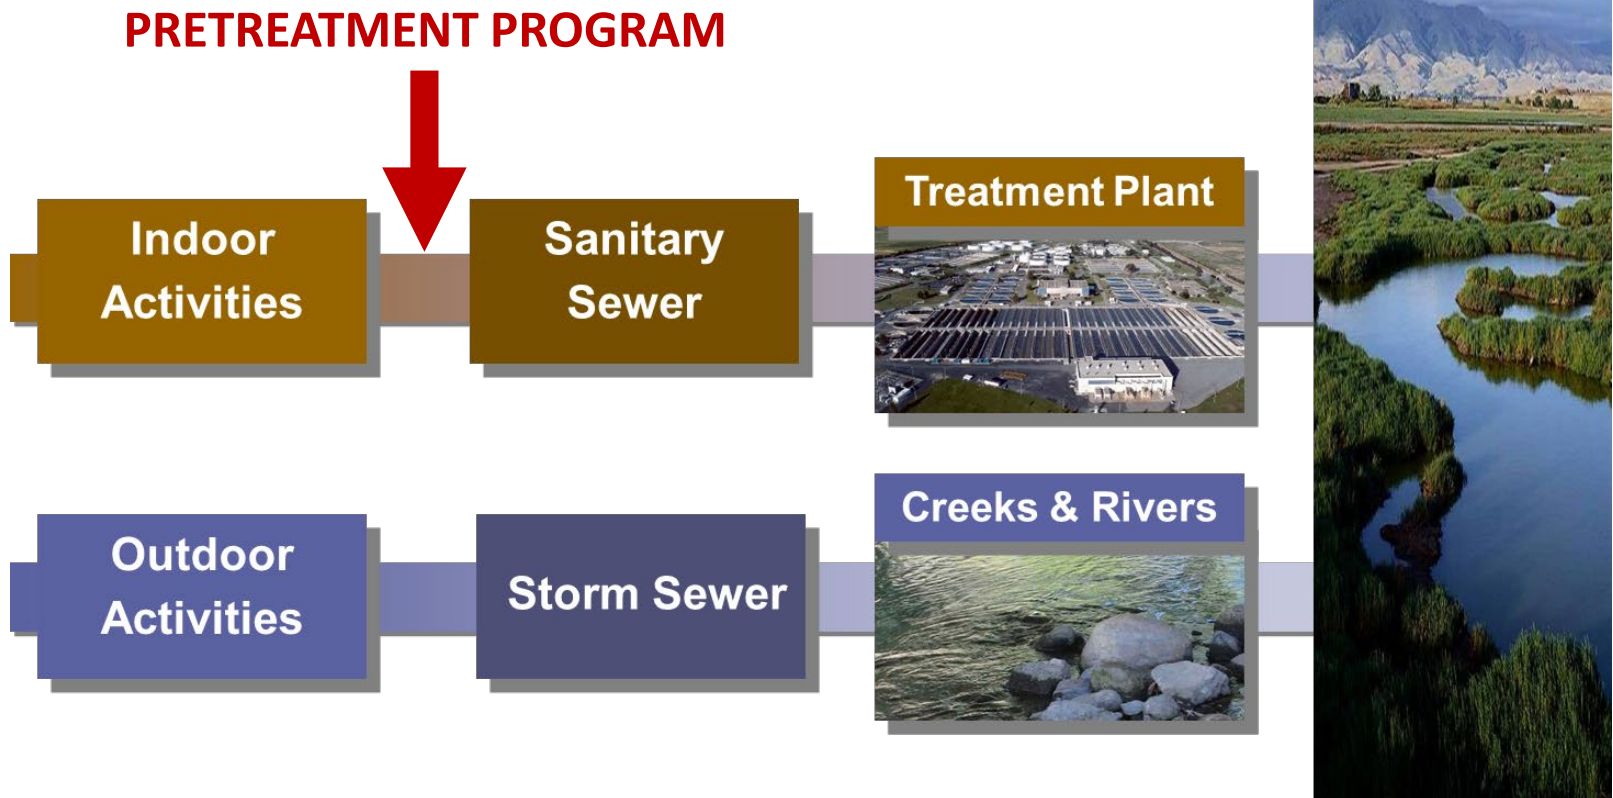 PRETREATMENT PROGRAM
Indoor
Activities
Sanitary
Sewer
Treatment Plant
Outdoor
Activities
Storm Sewer
Creeks & Rivers